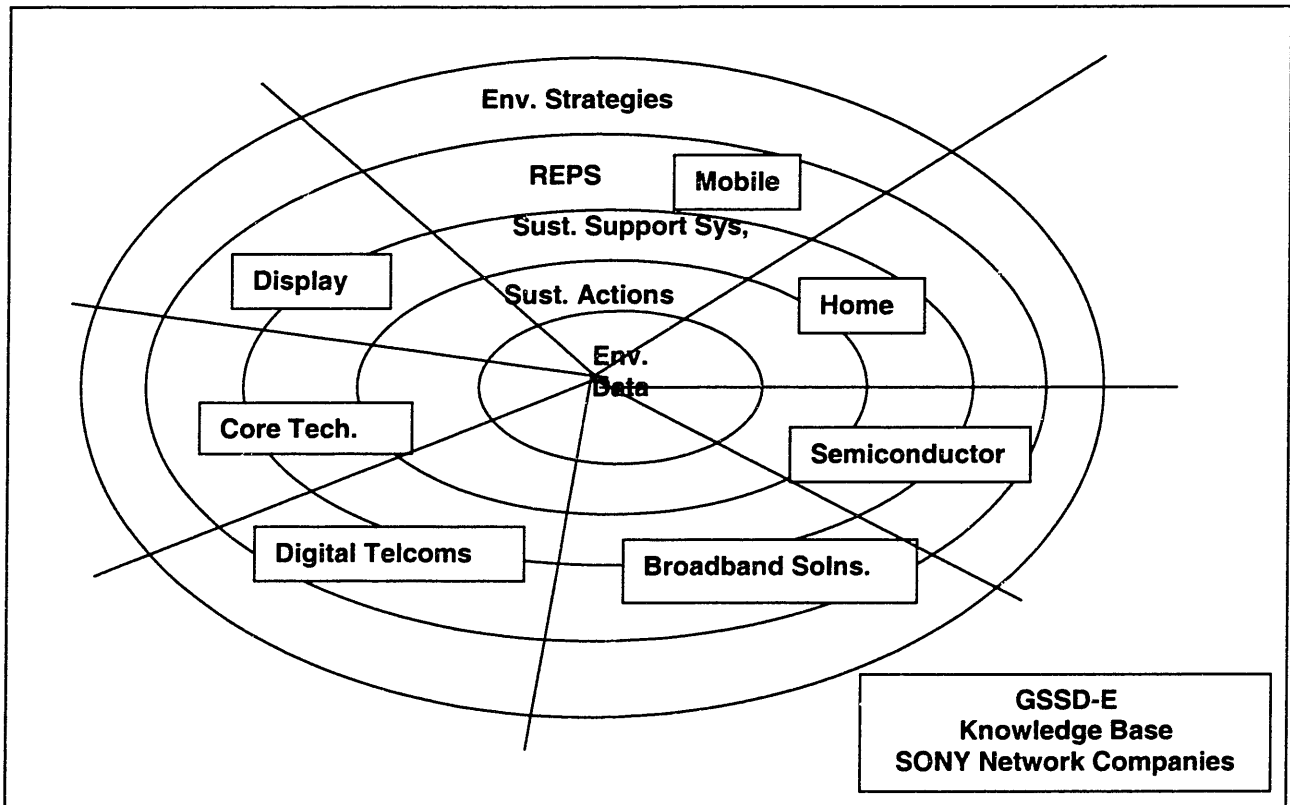 Env. Strategies
REPS
Mobile
Sust. Support Sys,
Display
Sust. Actions
Home
Env.
Data
Core Tech.
Semiconductor
Digital Telcoms
Broadband Solns.
GSSD-E
Knowledge Base
SONY Network Companies